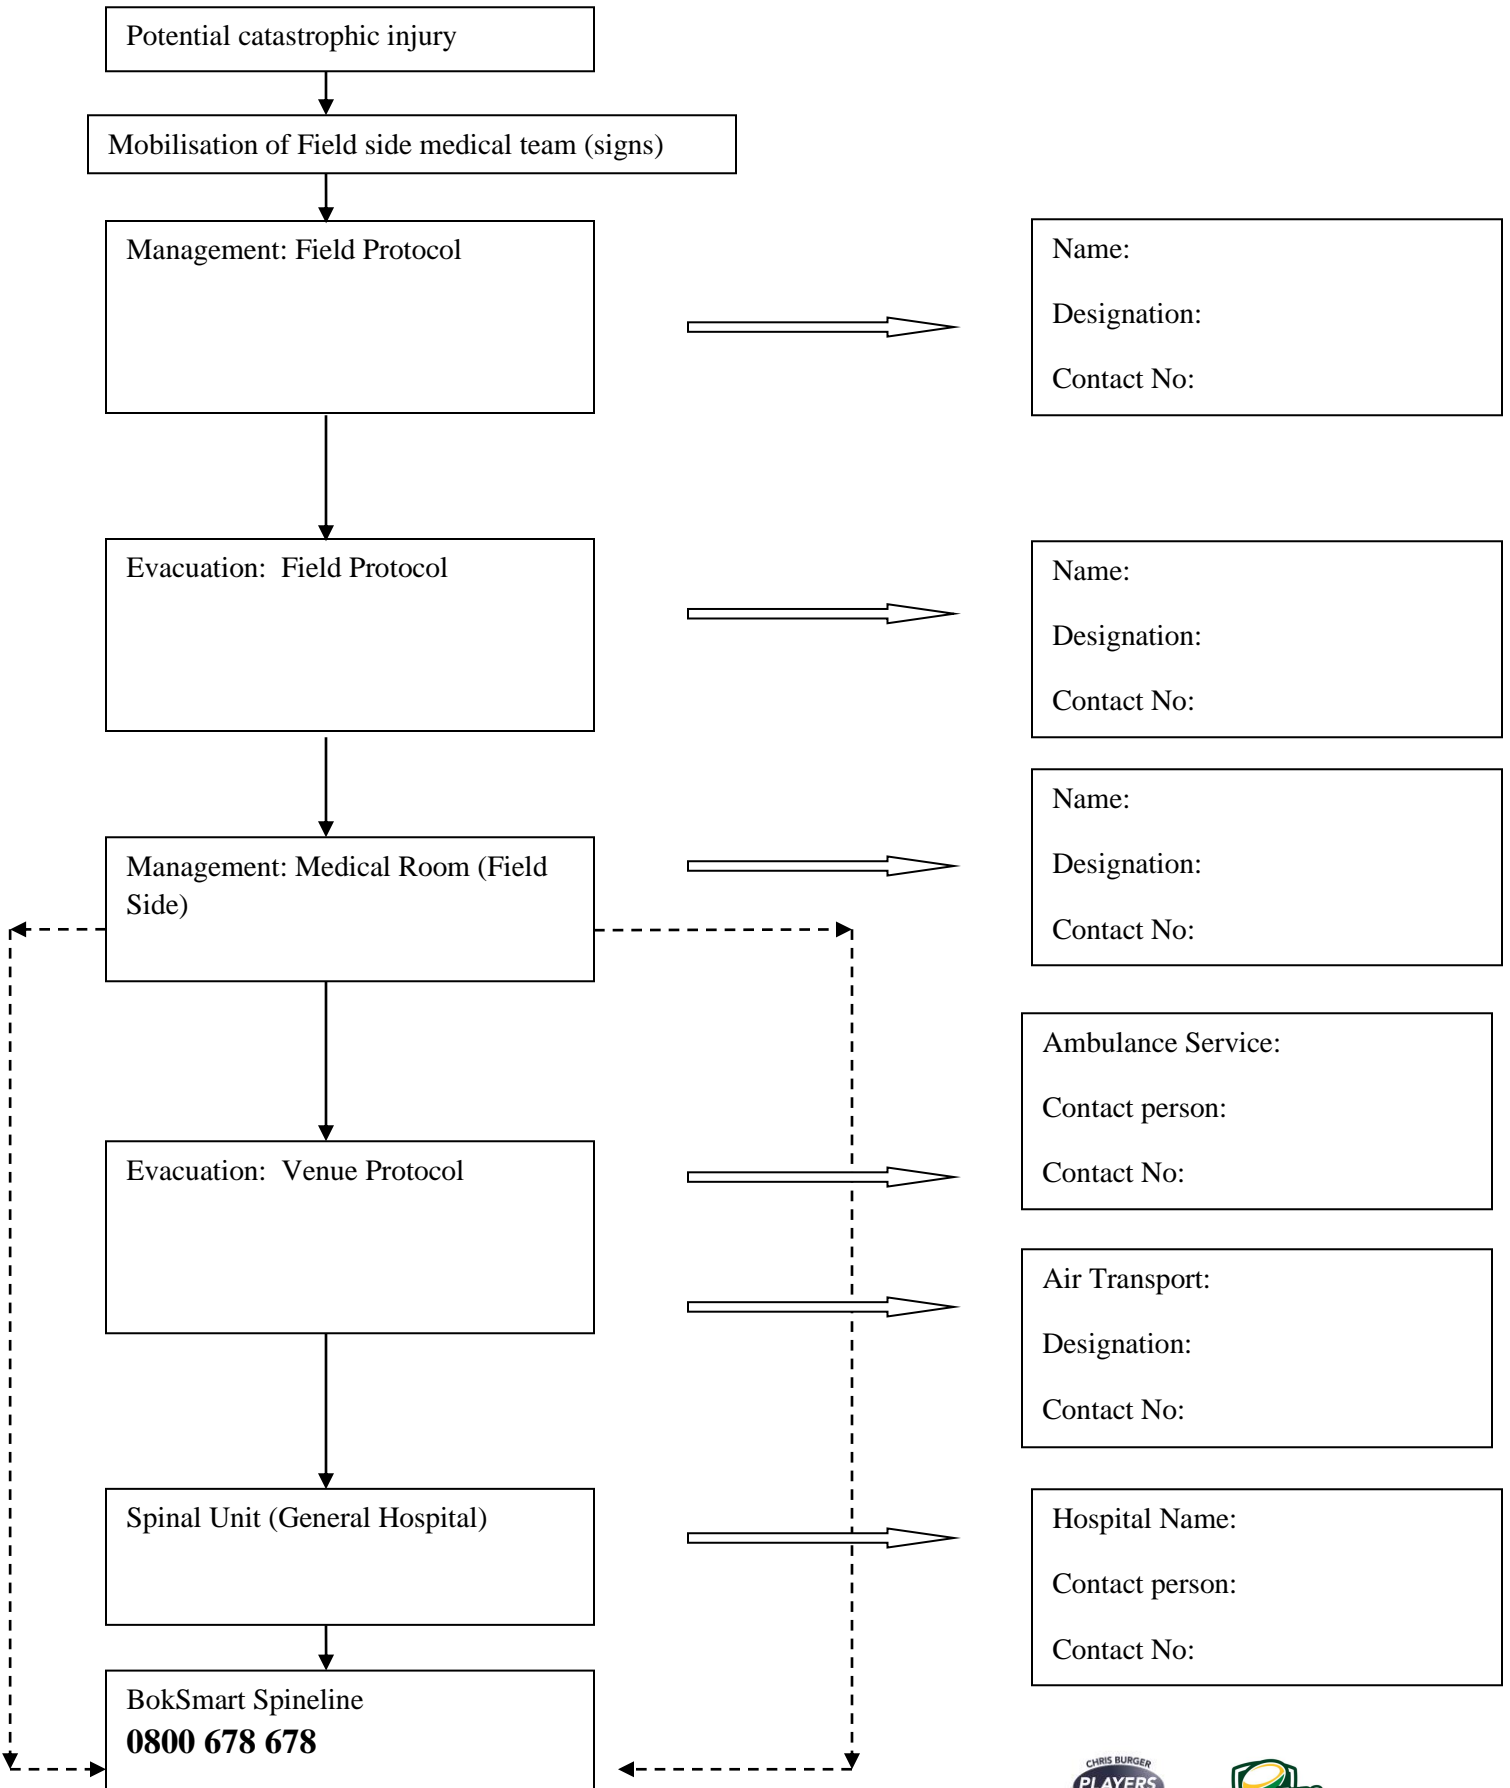 Potential catastrophic injury
Mobilisation of Field side medical team (signs)
Management: Field Protocol
Name:
Designation:
Contact No:
Evacuation:  Field Protocol
Name:
Designation:
Contact No:
Management: Medical Room (Field
Side)
Name:
Designation:
Contact No:
Evacuation:  Venue Protocol
Ambulance Service:
Contact person:
Contact No:
Air Transport:
Designation:
Contact No:
Spinal Unit (General Hospital)
Hospital Name:
Contact person:
Contact No:
BokSmart Spineline
0800 678 678
CHRIS BURGER
PLAYERS